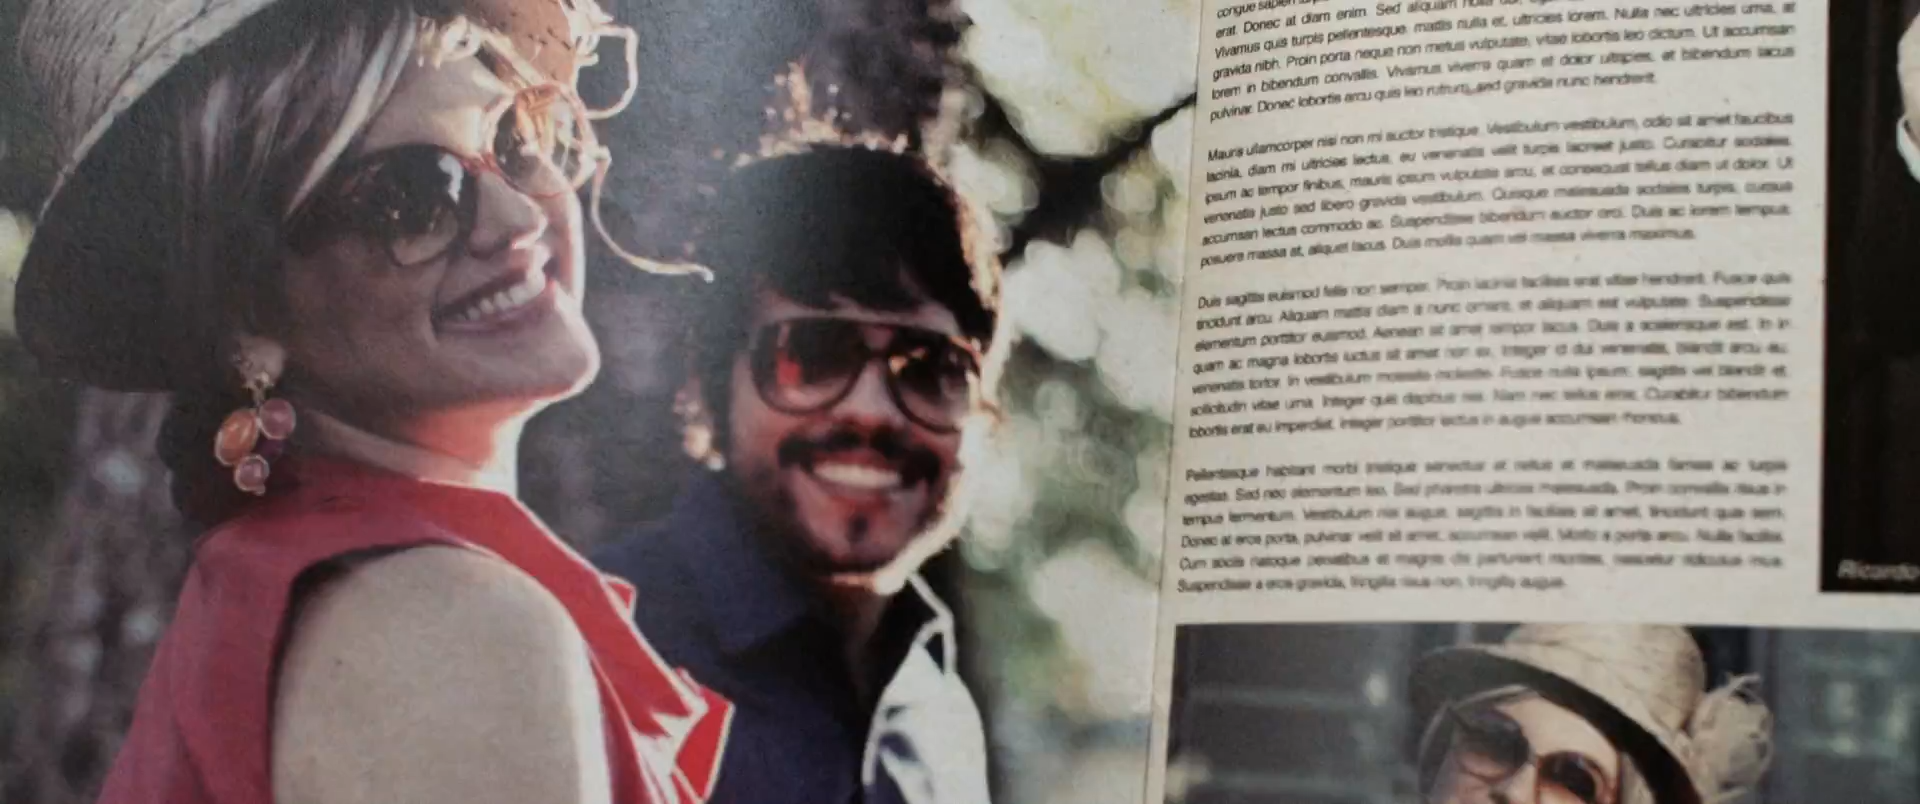 congue sapien
erat. Donec at diam enim. Sed aliquam nulla
Vivamus quis turpis pellentesque, mattis nulla et, ultricies lorem. Nulla nec ultricies urna, at
gravida nibh. Proin porta neque non metus vulputate, vitae lobortis leo dictum. Ut accumsan
lorem in bibendum convallis. Vivamus viverra quam et dolor ultricies, at bibendum lacus
pulvinar. Donec lobortis arcu quis leo rutrum, sed gravida nunc hendrerit.
Mauris ullamcorper nisi non mi auctor tristique. Vestibulum vestibulum, odio sit amet faucibus
lacinia, diam mi ultricies lectus, eu venenatis velit turpis laoreet justo. Curabitur sodales,
ipsum ac tempor finibus, mauris ipsum vulputate arcu, et consequat tellus diam ut dolor. Ut
venenatis justo sed libero gravida vestibulum. Quisque malesuada sodales turpis, cursus
accumsan lectus commodo ac. Suspendisse bibendum auctor orci. Duis ac lorem tempus,
posuere massa at, aliquet lacus. Duis mollis quam vel massa viverra maximus.
Duis sagittis euismod felis non semper. Proin lacinia facilisis erat vitae hendrerit. Fusce quis
tincidunt arcu. Aliquam mattis diam a nunc ornare, et aliquam est vulputate. Suspendisse
elementum porttitor euismod. Aenean sit amet tempor lacus. Duis a scelerisque est. In in
quam ac magna lobortis luctus sit amet non ex. Integer id dui venenatis, blandit arcu eu,
venenatis tortor. In vestibulum molestie molestie. Fusce nulla ipsum, sagittis vel blandit et,
sollicitudin vitae urna. Integer quis dapibus Nam nec tellus eros. Curabitur bibendum
lobortis erat eu imperdiet. Integer porttitor lectus in augue accumsan rhoncus.
Pellentesque habitant morbi tristique senectus et netus et malesuada fames ac turpis
egestas. Sed nec elementum leo. Sed pharetra ultrices malesuada. Proin convallis risus in
tempus fermentum. Vestibulum nisi augue, sagittis in facilisis sit amet, tincidunt quis sem.
Donec at eros porta, pulvinar velit sit amet, accumsan velit. Morbi a porta arcu. Nulla facilisi.
Cum sociis natoque penatibus et magnis dis parturient montes, nascetur ridiculus mus.
Suspendisse a eros gravida, fringilla risus non, fringilla augue.
Ricardo